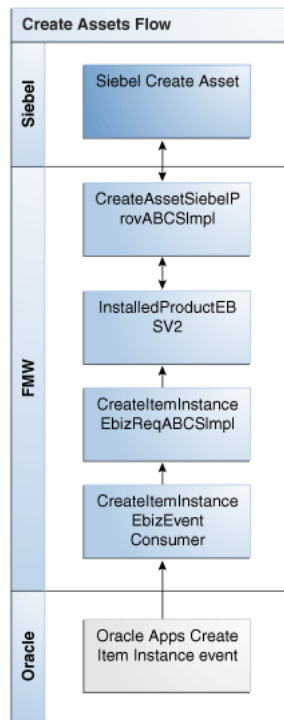 Create Assets Flow
Siebel
Siebel Create Asset
FMW
CreateAssetSiebelP
rovABCSImpl
InstalledProductEB
SV2
CreateItemInstance
EbizReqABCSImpl
CreateItemInstance
EbizEvent
Consumer
Oracle
Oracle Apps Create
Item Instance event